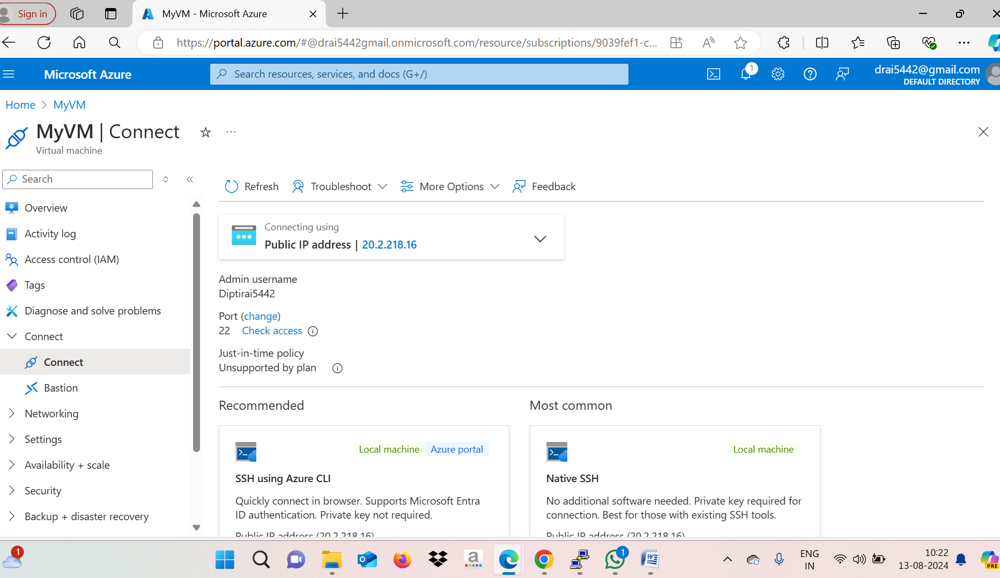 Sign in
MyVM - Microsoft Azure
https://portal.azure.com/#@drai5442gmail.onmicrosoft.com/resource/subscriptions/9039fef1-c...
Microsoft Azure
Search resources, services, and docs (G+/)
1
drai5442@gmail.com
DEFAULT DIRECTORY
Home > MyVM
MyVM | Connect
Virtual machine
Search
Overview
Activity log
Access control (IAM)
Tags
Diagnose and solve problems
Connect
Connect
Bastion
Networking
Settings
Availability + scale
Security
Backup + disaster recovery
Refresh
Troubleshoot
More Options
Feedback
Connecting using
Public IP address | 20.2.218.16
Admin username
Diptirai5442
Port (change)
22 Check access
Just-in-time policy
Unsupported by plan
Recommended
Local machine Azure portal
SSH using Azure CLI
Quickly connect in browser. Supports Microsoft Entra
ID authentication. Private key not required.
Public IP address (20.2.218.16)
Most common
Local machine
Native SSH
No additional software needed. Private key required for
connection. Best for those with existing SSH tools.
Public IP address (20.2.218.16)
1
a
1
W
ENG
IN
10:22
13-08-2024
PRE